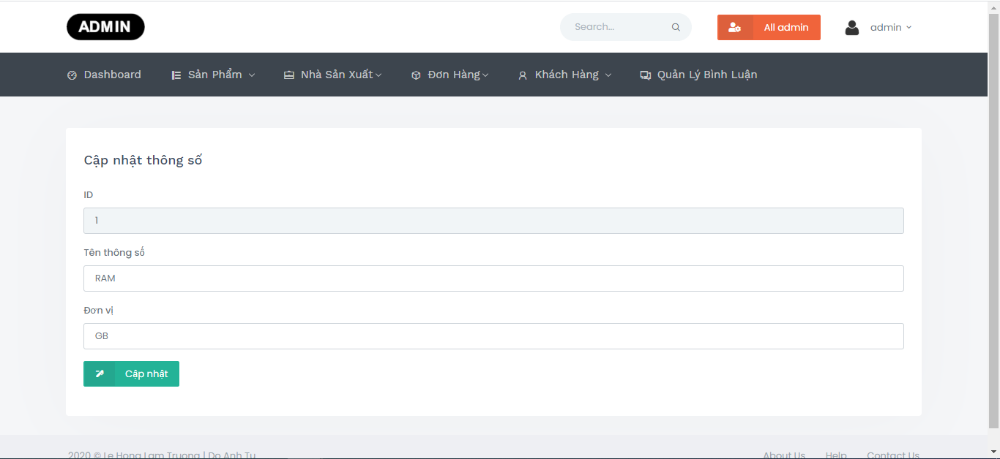 ADMIN
Search...
All admin
admin
Dashboard
Sản Phẩm
Nhà Sản Xuất
Đơn Hàng
Khách Hàng
Quản Lý Bình Luận
Cập nhật thông số
ID
1
Tên thông số
RAM
Đơn vị
GB
Cập nhật
2020 © Le Hong Lam Truong | Do Anh Tu
About Us
Help
Contact Us